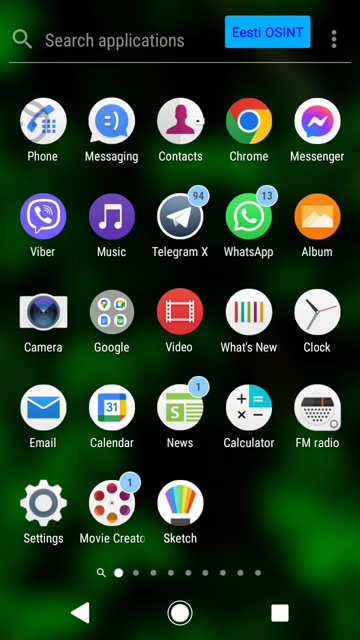 Search applications
Eesti OSINT
Phone
Messaging
Contacts
Chrome
Messenger
Viber
Music
94
Telegram X
13
WhatsApp
Album
Camera
Google
Video
What's New
Clock
Email
31
Calendar
1
S
News
Calculator
FM radio
Settings
1
Movie Creato
Sketch